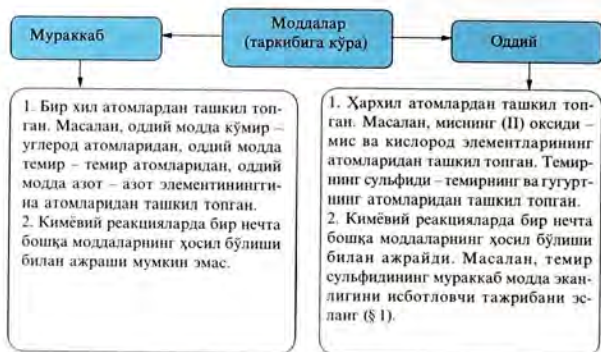 Моддалар
(таркибига кўра)
Мураккаб
Оддий
1. Бир хил атомлардан ташкил топ-
ган. Масалан, оддий модда кўмир –
углерод атомларидан, оддий модда
темир – темир атомларидан, оддий
модда азот – азот элементинингги-
на атомларидан ташкил топган.
2. Кимёвий реакцияларда бир нечта
бошқа моддаларнинг ҳосил бўлиши
билан ажраши мумкин эмас.
1. Ҳархил атомлардан ташкил топ-
ган. Масалан, миснинг (II) оксиди –
мис ва кислород элементларининг
атомларидан ташкил топган. Темир-
нинг сульфиди – темирнинг ва гугурт-
нинг атомларидан ташкил топган.
2. Кимёвий реакцияларда бир нечта
бошқа моддаларнинг ҳосил бўлиши
билан ажрайди. Масалан, темир
сульфидининг мураккаб модда экан-
лигини исботловчи тажрибани эс-
ланг (§ 1).